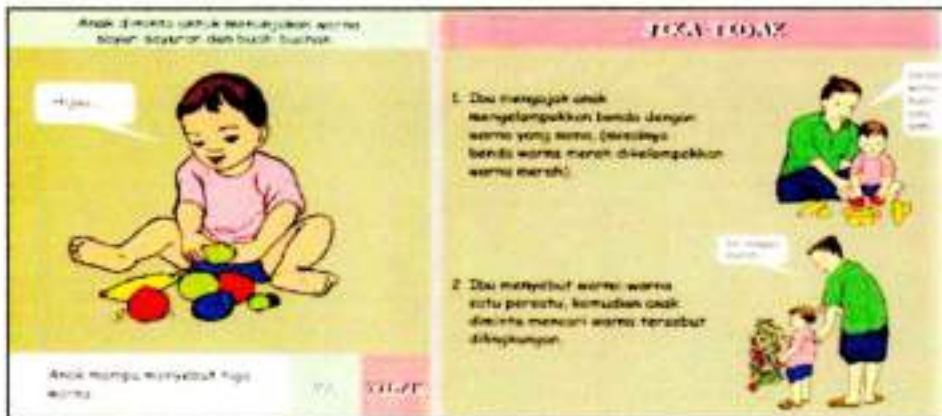 Anak diminta untuk menunjukan warna
sayur sayuran dan buah buahan
Hijau...
Anak mampu menyebut tiga
warna
YA TIDAK
JIKA TIDAK
1. Ibu mengajak anak
mengelompokkan benda dengan
warna yang sama. (misalnya
benda warna merah dikelompokkan
warna merah).
2. Ibu menyebut warna-warna
satu persatu, kemudian anak
diminta mencari warna tersebut
dilingkungan.